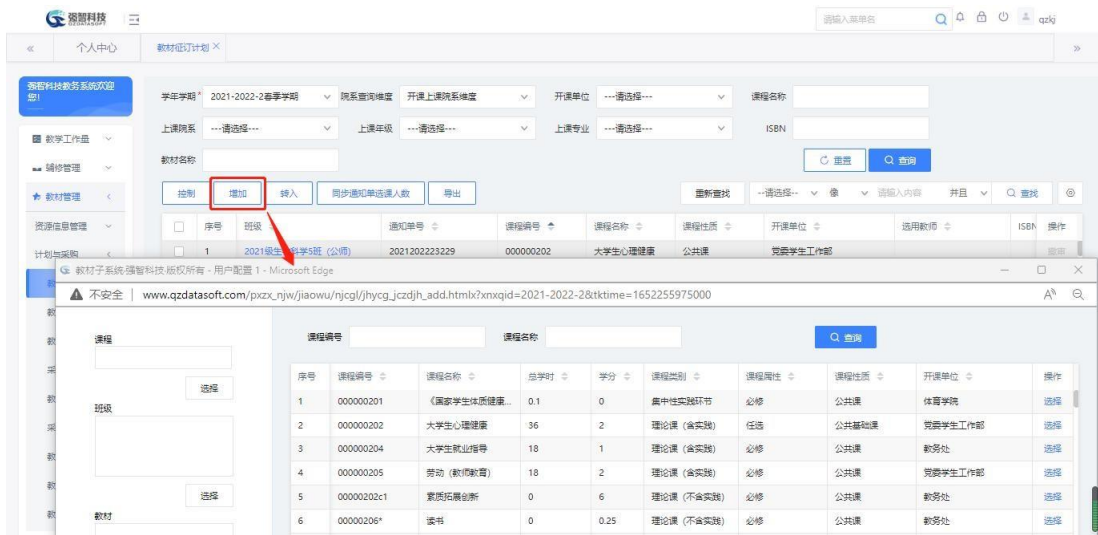 强智科技
QZDATASOFT
请输入菜单名
qzkj
个人中心
教材征订计划 ×
强智科技教务系统欢迎您!
教学工作量
辅修管理
教材管理
资源信息管理
计划与采购
学年学期* 2021-2022-2春季学期 院系查询维度 开课上课院系维度 开课单位 ---请选择--- 课程名称
上课院系 ---请选择--- 上课年级 ---请选择--- 上课专业 ---请选择--- ISBN
教材名称 重置 查询
控制 增加 转入 同步通知单选课人数 导出 重新查找 --请选择-- 像 请输入内容 并且 查找
序号 班级 通知单号 课程编号 课程名称 课程性质 开课单位 选用教师 ISBN 操作
1 2021级生 科学5班 (公师) 2021202223229 000000202 大学生心理健康 公共课 党委学生工作部
教材子系统-强智科技-版权所有 - 用户配置 1 - Microsoft Edge
不安全 | www.qzdatasoft.com/pxzx_njw/jiaowu/njcgl/jhycg_jczdjh_add.htmlx?xnxqid=2021-2022-2&tktime=1652255975000
课程
选择
班级
选择
教材
课程编号 课程名称 查询
序号 课程编号 课程名称 总学时 学分 课程类别 课程属性 课程性质 开课单位 操作
1 000000201 《国家学生体质健康... 0.1 0 集中性实践环节 必修 公共课 体育学院 选择
2 000000202 大学生心理健康 36 2 理论课 (含实践) 任选 公共基础课 党委学生工作部 选择
3 000000204 大学生就业指导 18 1 理论课 (含实践) 必修 公共课 教务处 选择
4 000000205 劳动 (教师教育) 18 2 理论课 (含实践) 必修 公共课 党委学生工作部 选择
5 00000202c1 素质拓展创新 0 6 理论课 (不含实践) 必修 公共课 教务处 选择
6 00000206* 读书 0 0.25 理论课 (不含实践) 必修 公共课 教务处 选择